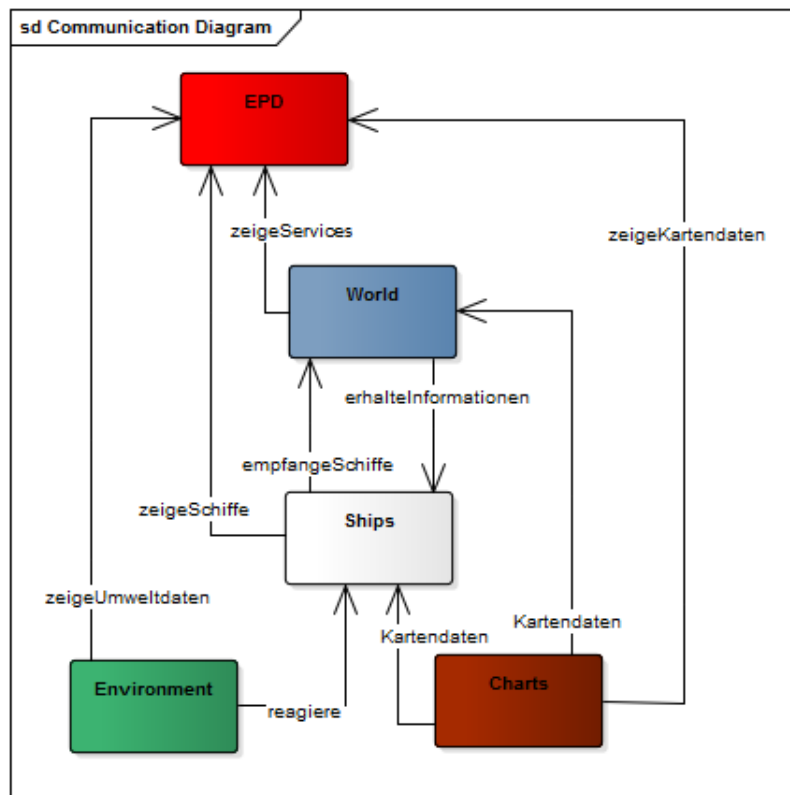 sd Communication Diagram
EPD
zeigeServices
zeigeKartendaten
World
erhalteInformationen
empfangeSchiffe
zeigeSchiffe
Ships
zeigeUmweltdaten
Kartendaten
Kartendaten
Environment
reagiere
Charts